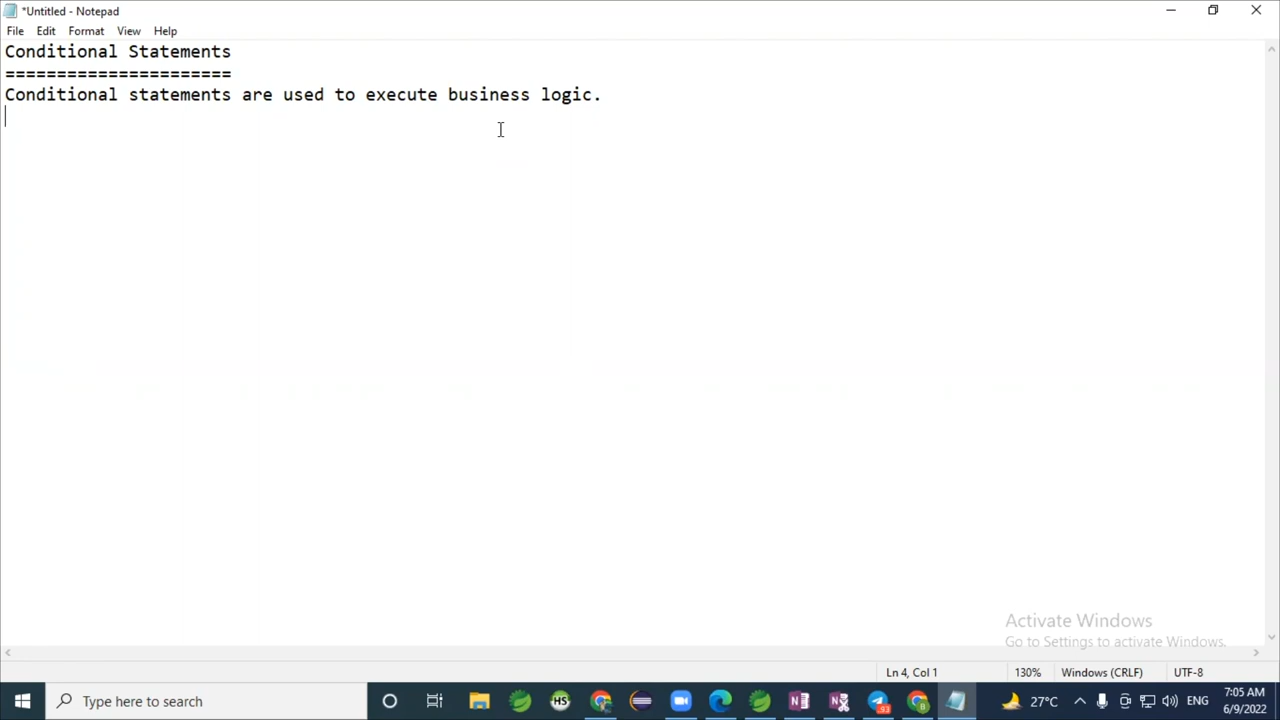 *Untitled - Notepad
File Edit Format View Help
Conditional Statements
======================
Conditional statements are used to execute business logic.
Activate Windows
Go to Settings to activate Windows.
Ln 4, Col 1 130% Windows (CRLF) UTF-8
Type here to search
HS
N
N
93
B
27°C
ENG
7:05 AM
6/9/2022